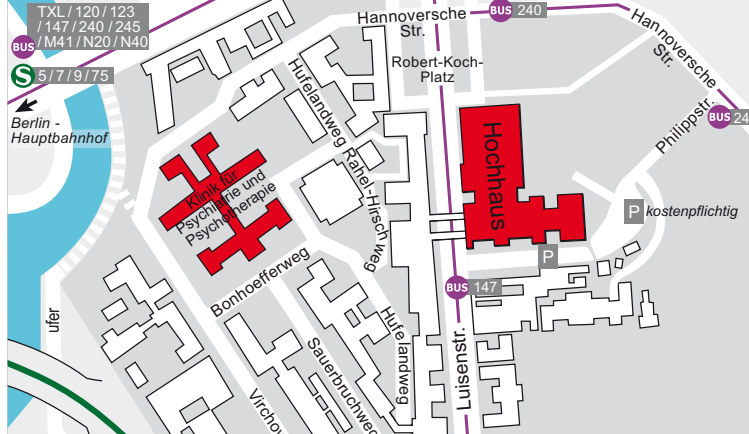 TXL / 120 / 123
/ 147 / 240 / 245
/ M41 / N20 / N40
BUS
S 5 / 7 / 9 / 75
Berlin -
Hauptbahnhof
Hannoversche
Str.
BUS 240
Hannoversche
Str.
Robert-Koch-
Platz
Philippstr.
BUS 24
Hufelandweg
Rahel-Hirsch-Weg
Klinik für
Psychiatrie und
Psychotherapie
Hochhaus
P kostenpflichtig
P
Bonhoefferweg
BUS 147
ufer
Hufelandweg
Sauerbruchweg
Luisenstr.
Vircho